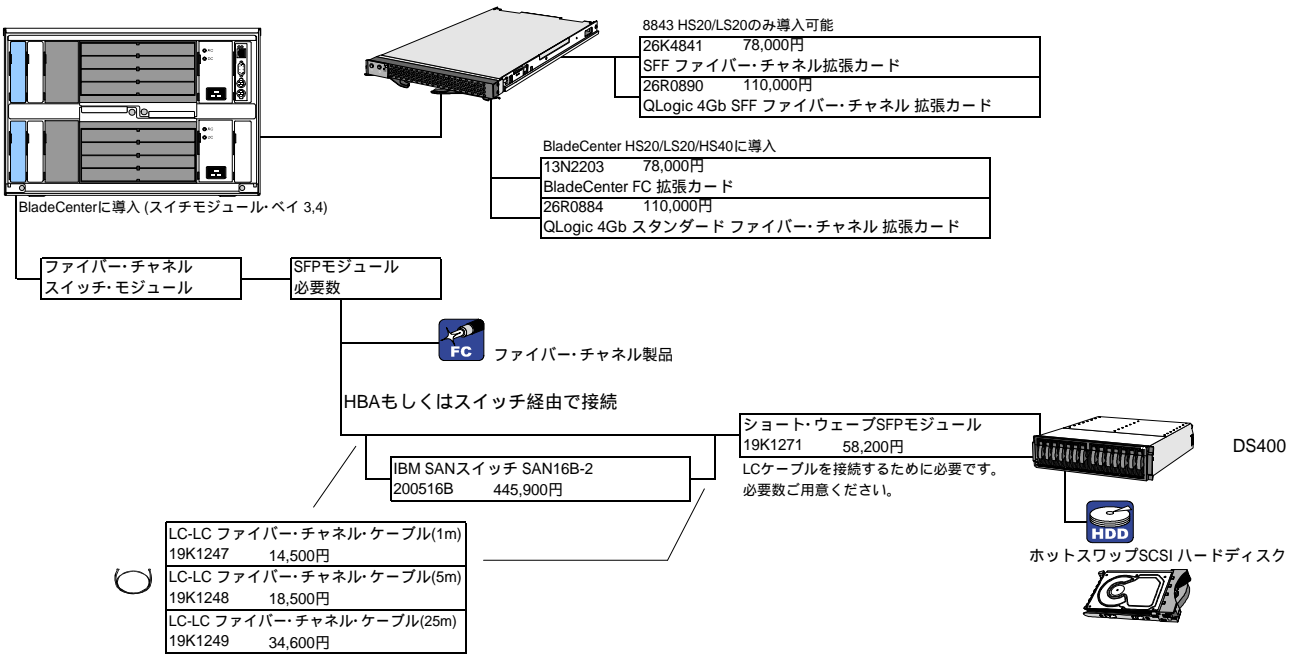 8843 HS20/LS20のみ導入可能
26K4841 78,000円
SFF ファイバー・チャネル拡張カード
26R0890 110,000円
QLogic 4Gb SFF ファイバー・チャネル 拡張カード
BladeCenter HS20/LS20/HS40に導入
13N2203 78,000円
BladeCenter FC 拡張カード
26R0884 110,000円
QLogic 4Gb スタンダード ファイバー・チャネル 拡張カード
BladeCenterに導入 (スイチモジュール・ベイ 3,4)
ファイバー・チャネル
スイッチ・モジュール
SFPモジュール
必要数
FC
ファイバー・チャネル製品
HBAもしくはスイッチ経由で接続
ショート・ウェーブSFPモジュール
19K1271 58,200円
LCケーブルを接続するために必要です。
必要数ご用意ください。
DS400
IBM SANスイッチ SAN16B-2
200516B 445,900円
HDD
ホットスワップSCSI ハードディスク
LC-LC ファイバー・チャネル・ケーブル(1m)
19K1247 14,500円
LC-LC ファイバー・チャネル・ケーブル(5m)
19K1248 18,500円
LC-LC ファイバー・チャネル・ケーブル(25m)
19K1249 34,600円